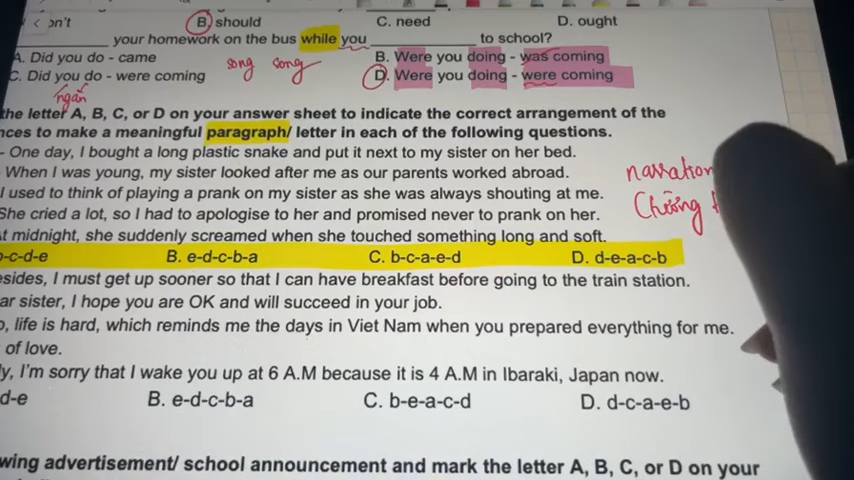 on't B. should C. need D. ought
your homework on the bus while you to school?
A. Did you do - came B. Were you doing - was coming
C. Did you do - were coming song song D. Were you doing - were coming
ngắn
the letter A, B, C, or D on your answer sheet to indicate the correct arrangement of the
nces to make a meaningful paragraph/ letter in each of the following questions.
- One day, I bought a long plastic snake and put it next to my sister on her bed.
- When I was young, my sister looked after me as our parents worked abroad. narration
I used to think of playing a prank on my sister as she was always shouting at me.
She cried a lot, so I had to apologise to her and promised never to prank on her.
At midnight, she suddenly screamed when she touched something long and soft.
-c-d-e B. e-d-c-b-a C. b-c-a-e-d D. d-e-a-c-b
esides, I must get up sooner so that I can have breakfast before going to the train station.
ar sister, I hope you are OK and will succeed in your job.
o, life is hard, which reminds me the days in Viet Nam when you prepared everything for me.
of love.
y, I'm sorry that I wake you up at 6 A.M because it is 4 A.M in Ibaraki, Japan now.
d-e B. e-d-c-b-a C. b-e-a-c-d D. d-c-a-e-b
wing advertisement/ school announcement and mark the letter A, B, C, or D on your